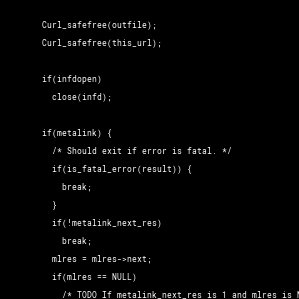 Curl_safefree(outfile);
Curl_safefree(this_url);
if(infdopen)
close(infd);
if(metalink) {
/* Should exit if error is fatal. */
if(is_fatal_error(result)) {
break;
}
if(!metalink_next_res)
break;
mlres = mlres->next;
if(mlres == NULL)
/* TODO If metalink_next_res is 1 and mlres is